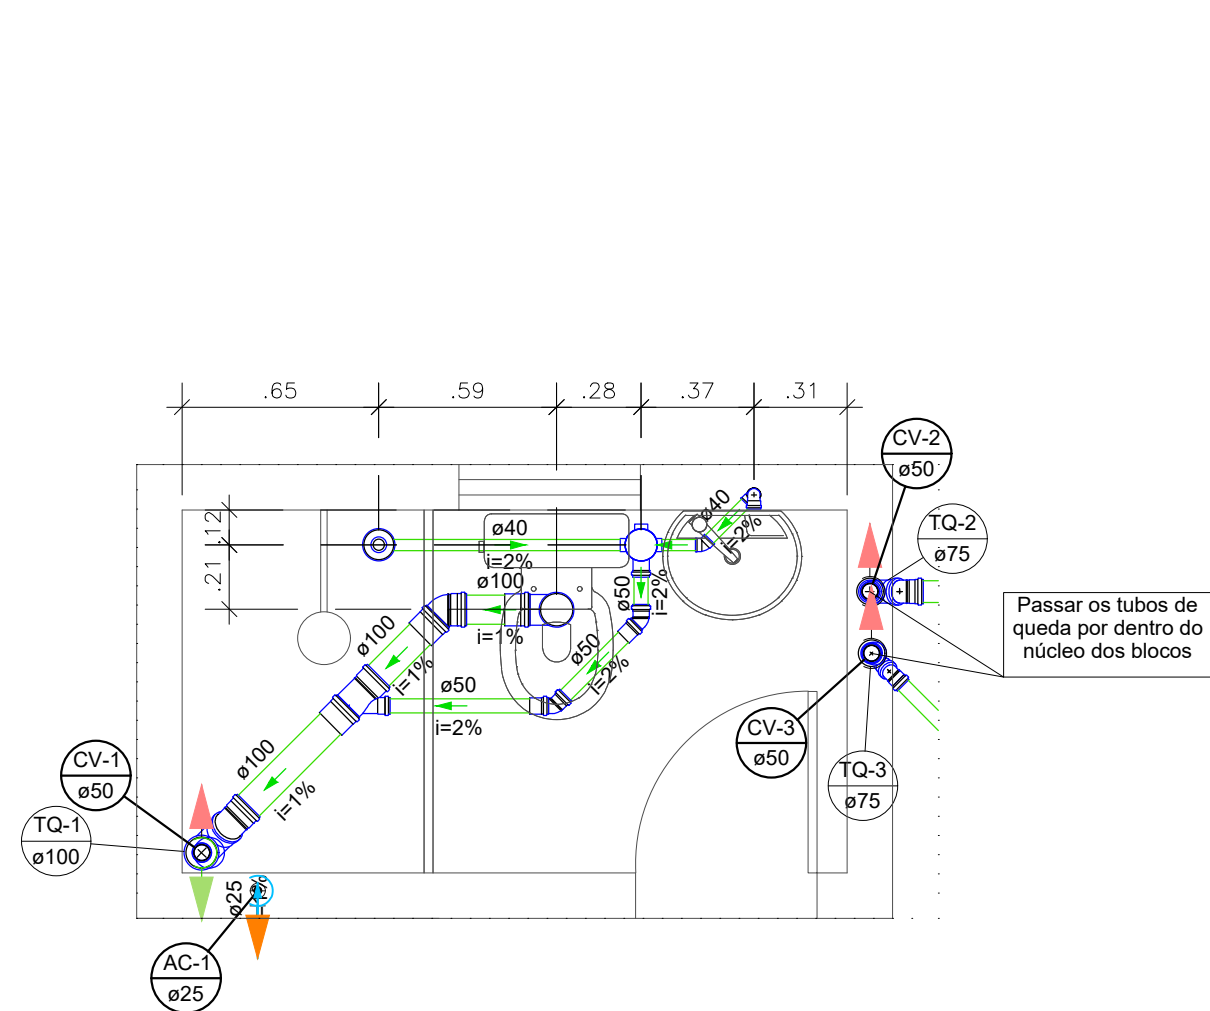 .65
.59
.28
.37
.31
.12
.21
CV-2
ø50
TQ-2
ø75
Passar os tubos de
queda por dentro do
núcleo dos blocos
ø40
i=2%
ø40
i=2%
ø100
i=1%
ø50
i=2%
ø100
i=1%
ø50
i=2%
ø50
i=2%
ø100
i=1%
CV-1
ø50
TQ-1
ø100
CV-3
ø50
TQ-3
ø75
ø25
AC-1
ø25